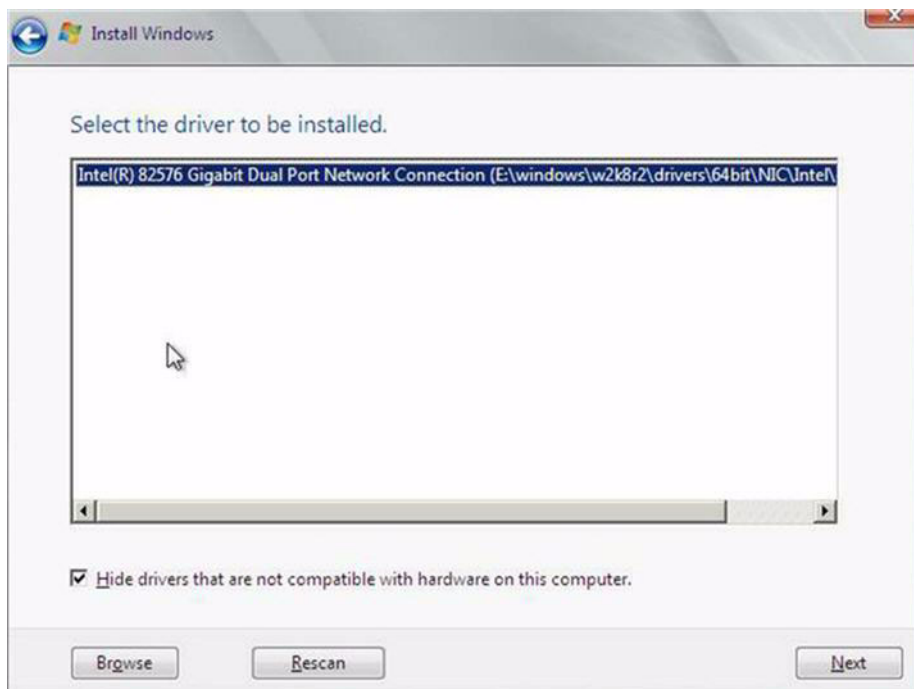 Install Windows
Select the driver to be installed.
Intel(R) 82576 Gigabit Dual Port Network Connection (E:\windows\w2k8r2\drivers\64bit\NIC\Intel\
Hide drivers that are not compatible with hardware on this computer.
Browse Rescan Next